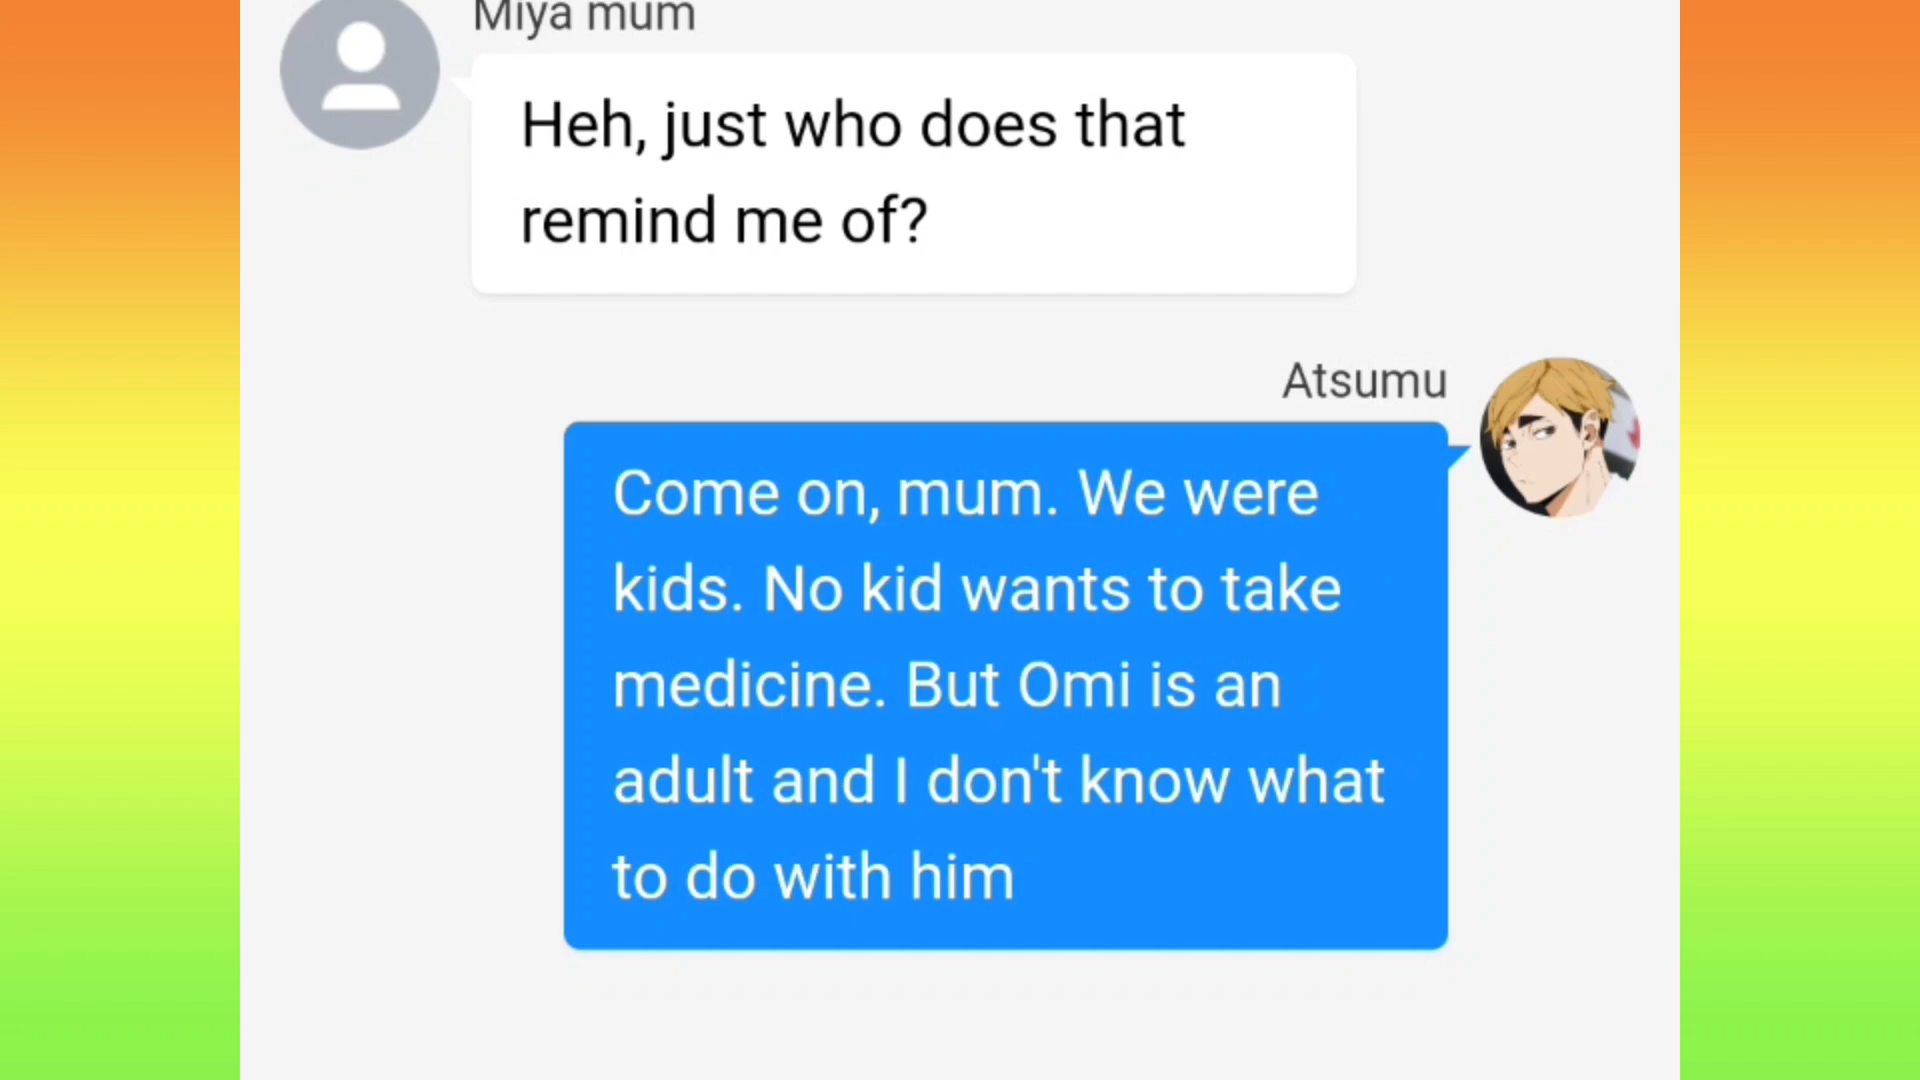 Miya mum
Heh, just who does that
remind me of?
Atsumu
Come on, mum. We were
kids. No kid wants to take
medicine. But Omi is an
adult and I don't know what
to do with him